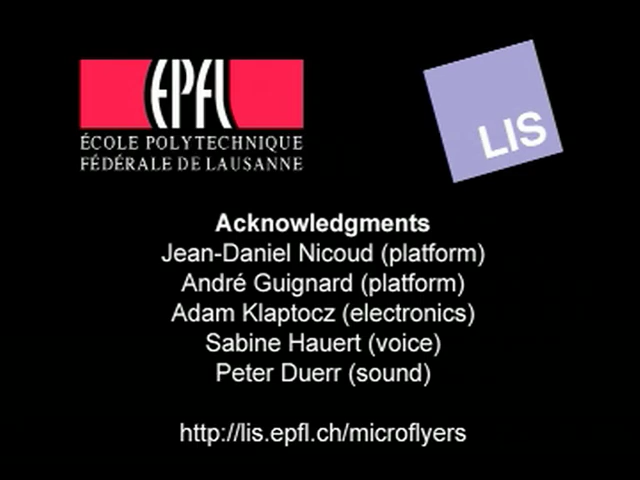 EPFL
ÉCOLE POLYTECHNIQUE
FÉDÉRALE DE LAUSANNE
LIS
Acknowledgments
Jean-Daniel Nicoud (platform)
André Guignard (platform)
Adam Klaptocz (electronics)
Sabine Hauert (voice)
Peter Duerr (sound)
http://lis.epfl.ch/microflyers